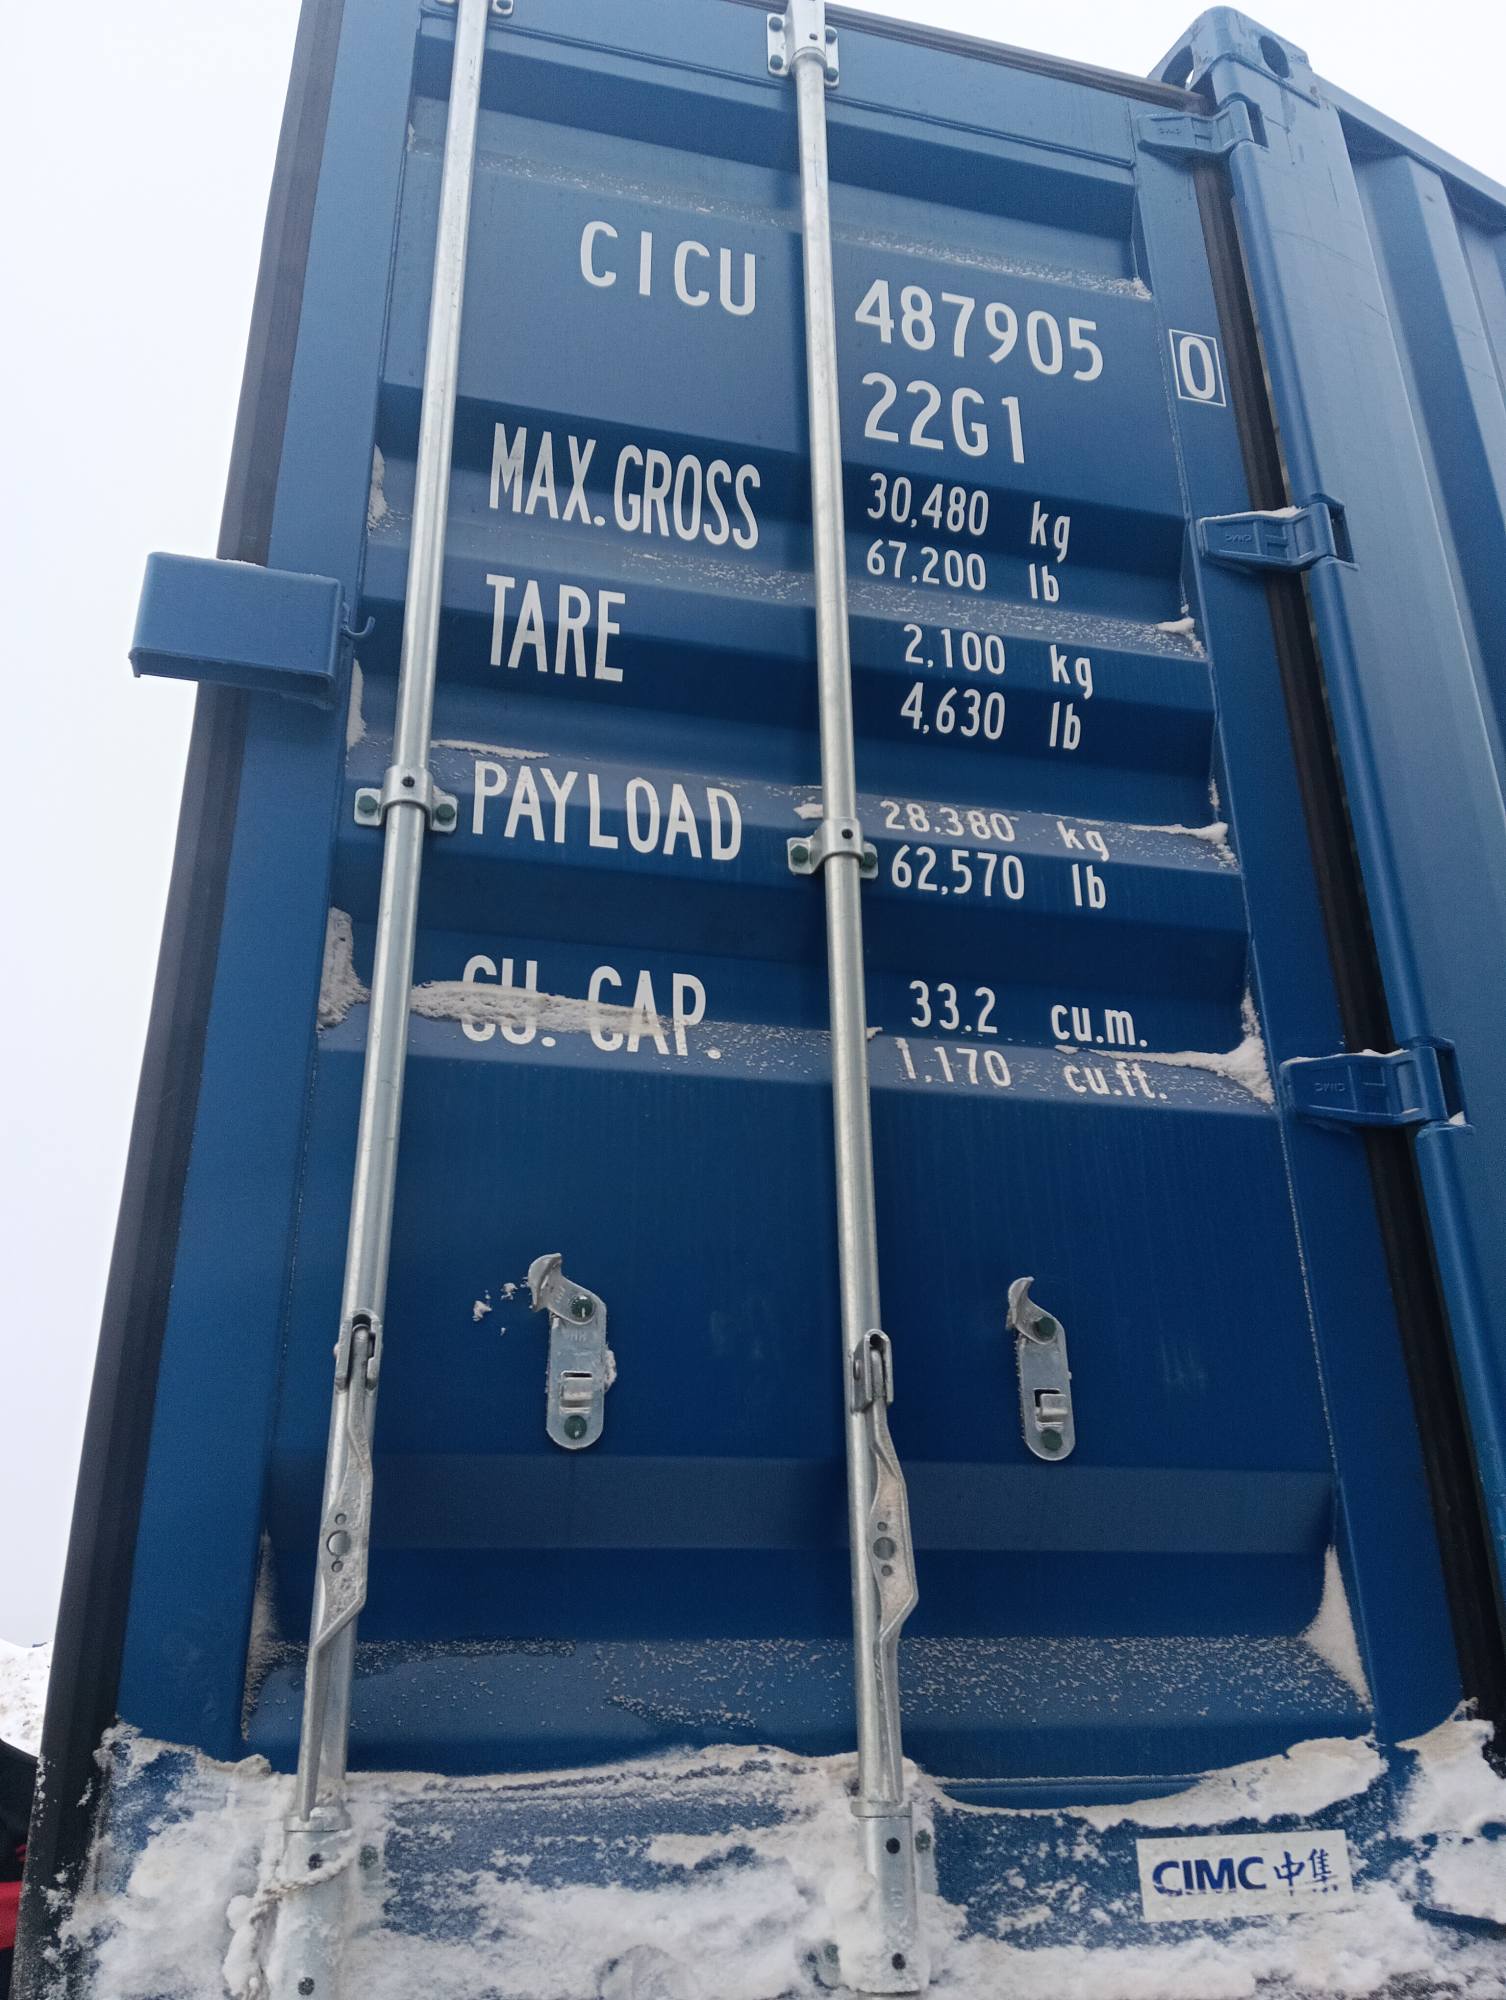 CICU 487905 0
22G1
MAX.GROSS 30,480 kg
67,200 lb
TARE 2,100 kg
4,630 lb
PAYLOAD 28,380 kg
62,570 lb
CU. CAP. 33.2 cu.m.
1,170 cu.ft.
CIMC 中集